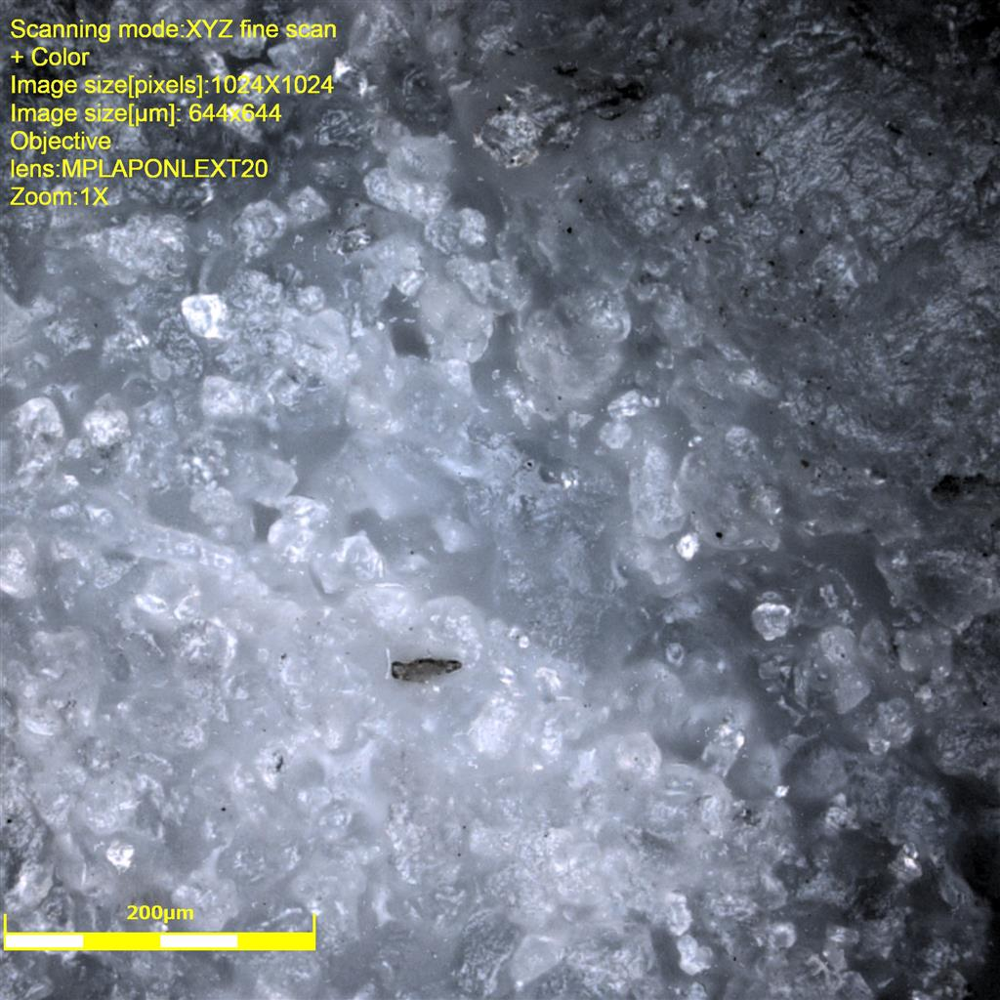 Scanning mode:XYZ fine scan
+ Color
Image size[pixels]:1024X1024
Image size[µm]: 644x644
Objective
lens:MPLAPONLEXT20
Zoom:1X
200µm